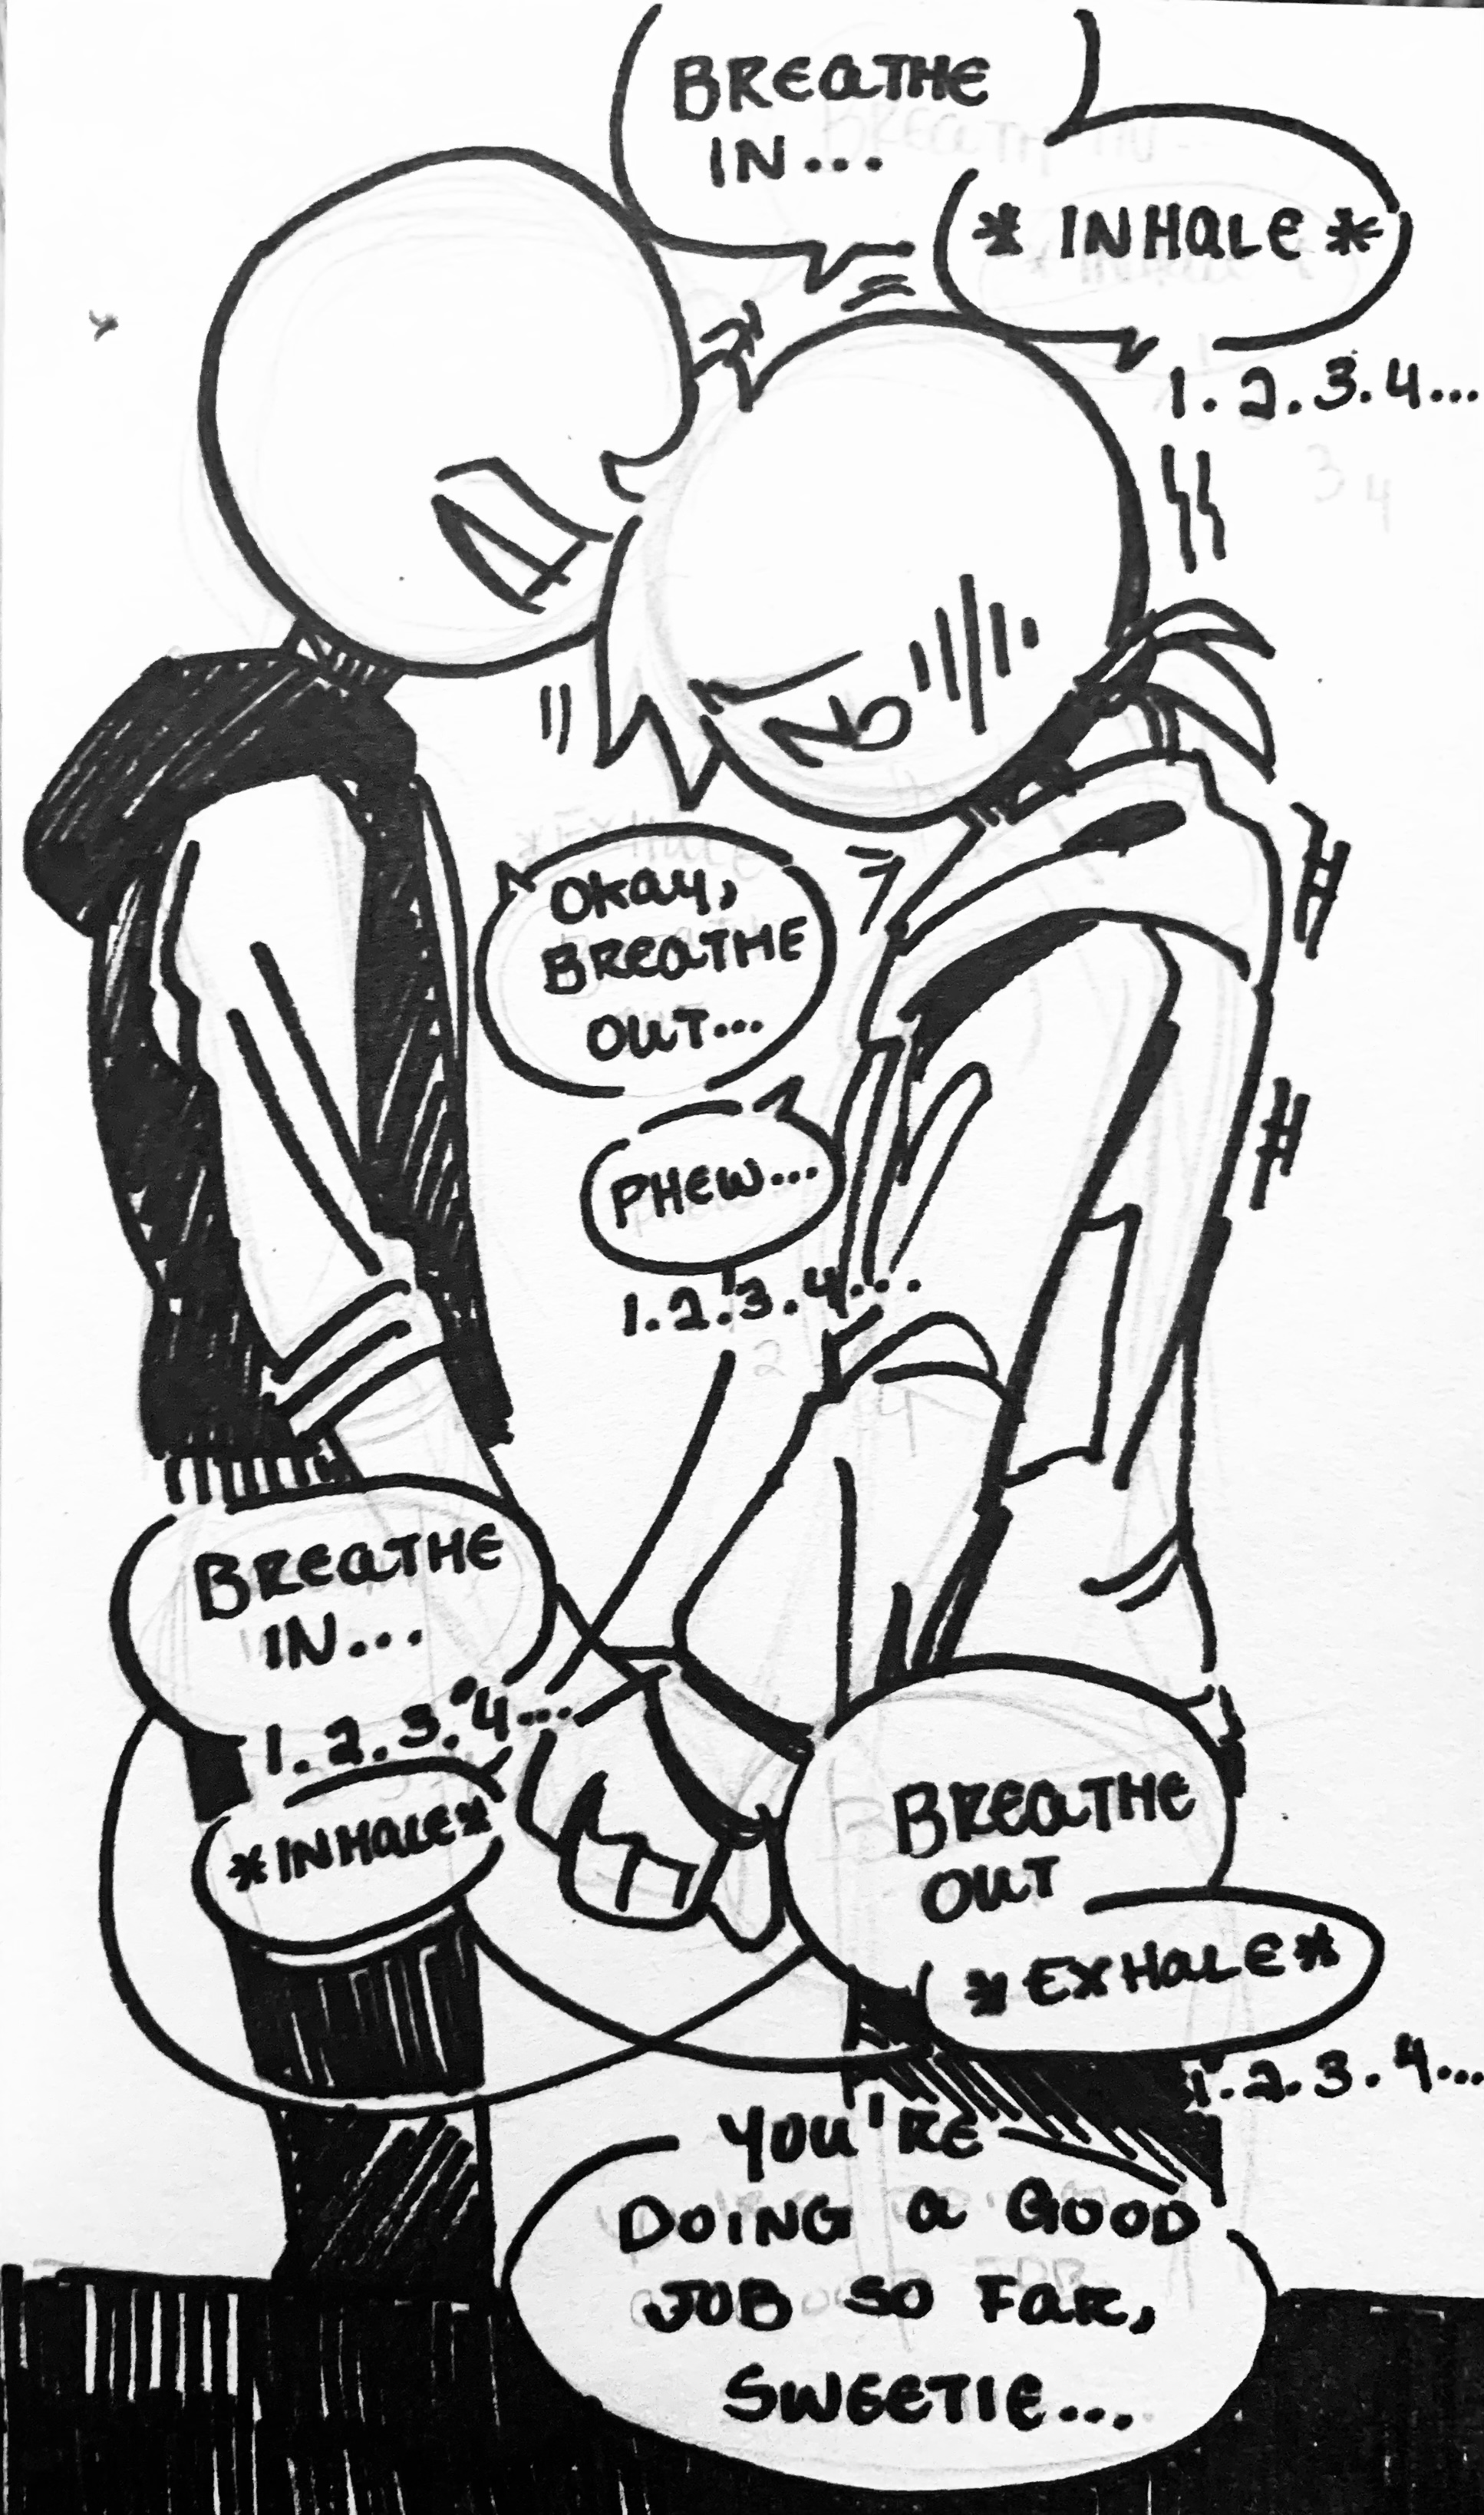 BREATHE
IN...
* INHALE *
1.2.3.4...
OKAY,
BREATHE
OUT...
PHEW...
1.2.3.4...
BREATHE
IN...
1.2.3.4...
*INHALE*
BREATHE
OUT
*EXHALE*
1.2.3.4...
YOU'RE
DOING A GOOD
JOB SO FAR,
SWEETIE...